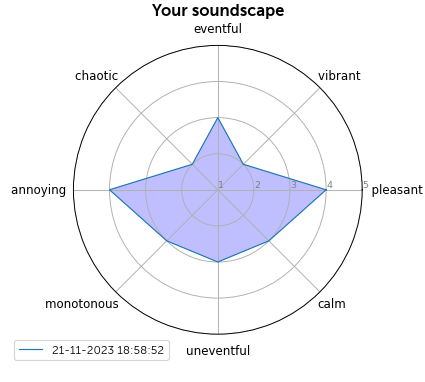 Your soundscape
eventful
chaotic
vibrant
annoying
1 2 3 4 5
pleasant
monotonous
calm
21-11-2023 18:58:52
uneventful